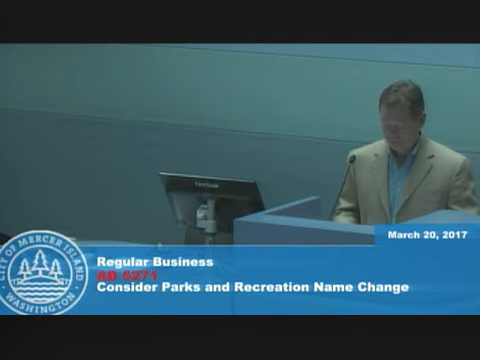 ViewSonic
March 20, 2017
Regular Business
AB 5271
Consider Parks and Recreation Name Change
CITY OF MERCER ISLAND
WASHINGTON